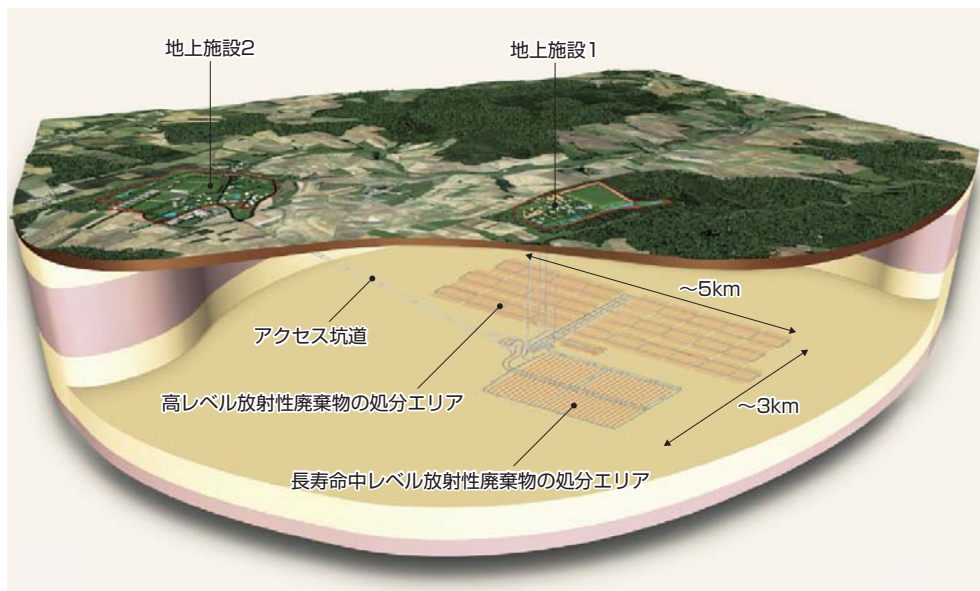 地上施設2
地上施設1
～5km
アクセス坑道
高レベル放射性廃棄物の処分エリア
～3km
長寿命中レベル放射性廃棄物の処分エリア